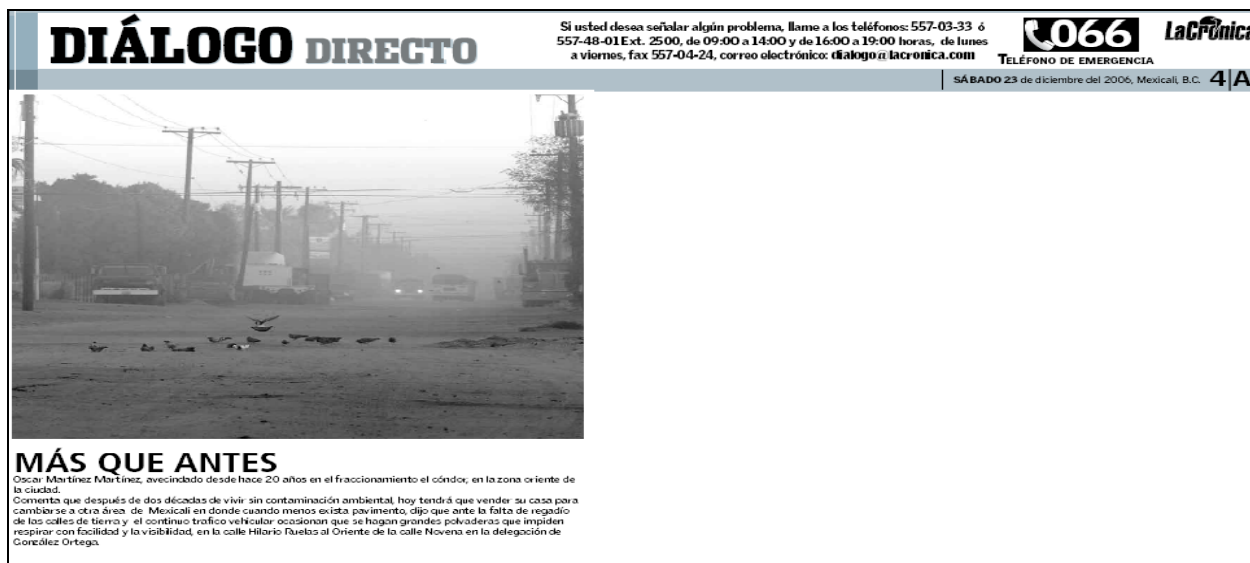 DIÁLOGO DIRECTO
Si usted desea señalar algún problema, llame a los teléfonos: 557-03-33 ó
557-48-01 Ext. 2500, de 09:00 a 14:00 y de 16:00 a 19:00 horas, de lunes
a viernes, fax 557-04-24, correo electrónico: dialogo@lacronica.com
066
TELÉFONO DE EMERGENCIA
LaCrónica
SÁBADO 23 de diciembre del 2006, Mexicali, B.C. 4|A
MÁS QUE ANTES
Oscar Martínez Martínez, avecindado desde hace 20 años en el fraccionamiento el cóndor, en la zona oriente de
la ciudad.
Comenta que después de dos décadas de vivir sin contaminación ambiental, hoy tendrá que vender su casa para
cambiarse a otra área de Mexicali en donde cuando menos exista pavimento, dijo que ante la falta de regadío
de las calles de tierra y el continuo trafico vehicular ocasionan que se hagan grandes polvaderas que impiden
respirar con facilidad y la visibilidad, en la calle Hilario Ruelas al Oriente de la calle Novena en la delegación de
González Ortega.